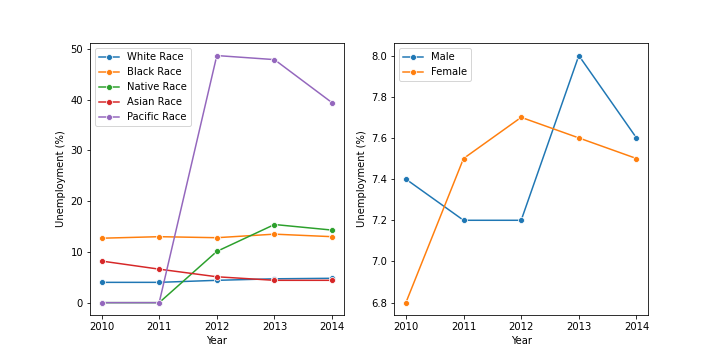 White Race
Black Race
Native Race
Asian Race
Pacific Race
50
40
30
20
10
0
Unemployment (%)
2010 2011 2012 2013 2014
Year
Male
Female
8.0
7.8
7.6
7.4
7.2
7.0
6.8
Unemployment (%)
2010 2011 2012 2013 2014
Year